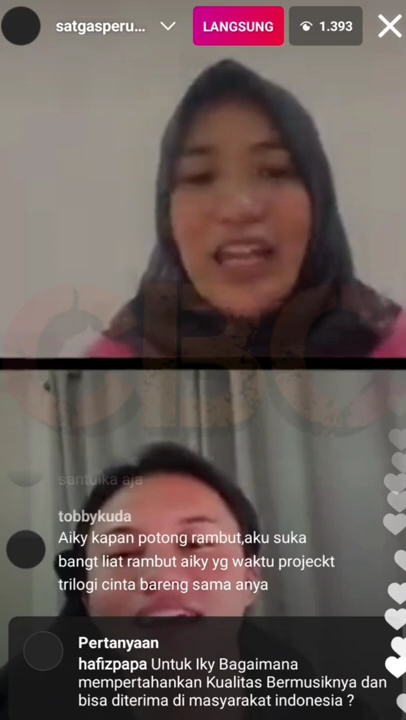 satgasperu...
LANGSUNG
1.393
santuika aja
tobbykuda
Aiky kapan potong rambut,aku suka
bangt liat rambut aiky yg waktu projeckt
trilogi cinta bareng sama anya
Pertanyaan
hafizpapa Untuk Iky Bagaimana
mempertahankan Kualitas Bermusiknya dan
bisa diterima di masyarakat indonesia ?